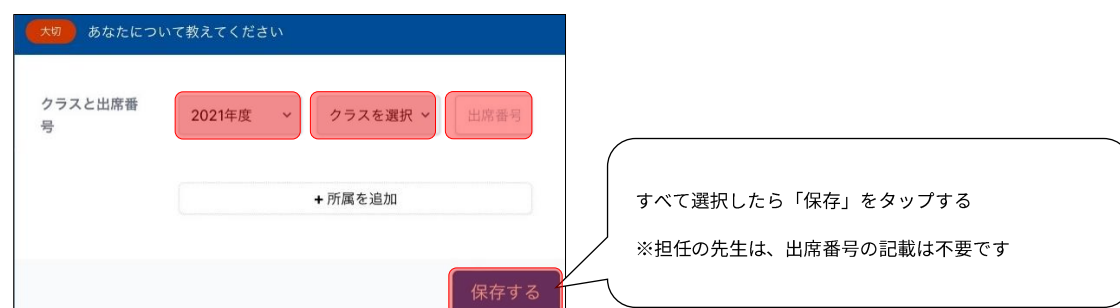 大切 あなたについて教えてください
クラスと出席番
号
2021年度 クラスを選択 出席番号
+ 所属を追加
すべて選択したら「保存」をタップする
※担任の先生は、出席番号の記載は不要です
保存する